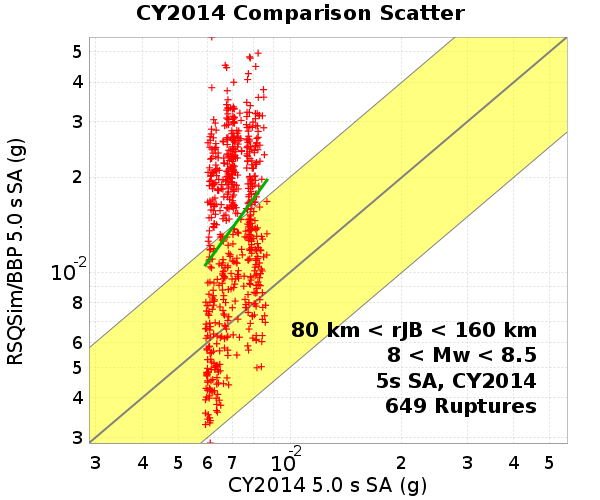 CY2014 Comparison Scatter
RSQSim/BBP 5.0 s SA (g)
5
4
3
2
10-2
8
6
5
4
3
80 km < rJB < 160 km
8 < Mw < 8.5
5s SA, CY2014
649 Ruptures
3 4 5 6 7 10-2 2 3 4 5
CY2014 5.0 s SA (g)